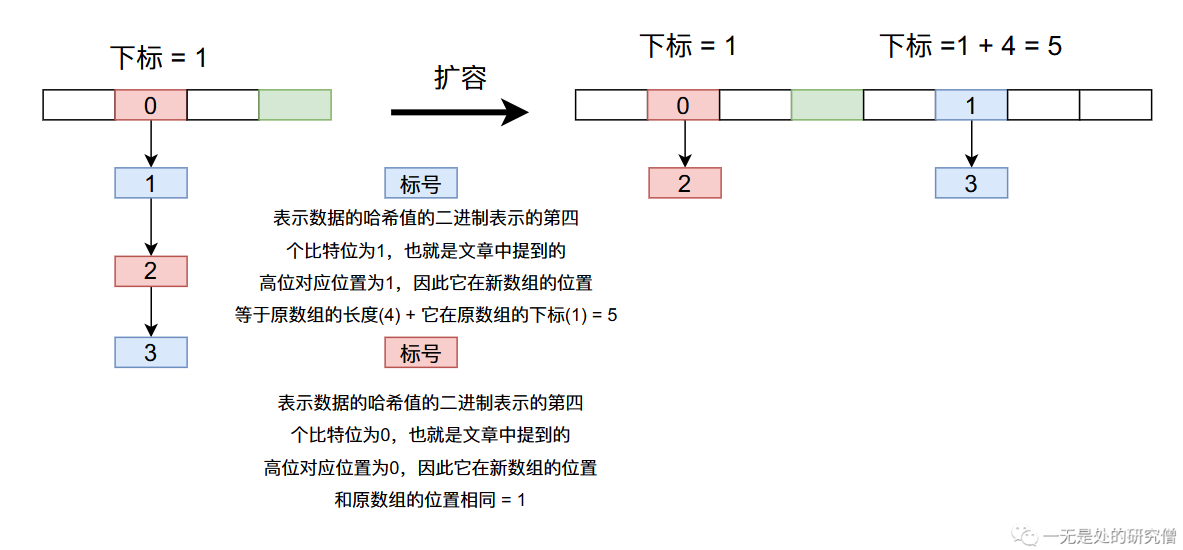 下标 = 1
0
1
2
3
扩容
下标 = 1
下标 =1 + 4 = 5
0
1
2
3
标号
表示数据的哈希值的二进制表示的第四
个比特位为1，也就是文章中提到的
高位对应位置为1，因此它在新数组的位置
等于原数组的长度(4) + 它在原数组的下标(1) = 5
标号
表示数据的哈希值的二进制表示的第四
个比特位为0，也就是文章中提到的
高位对应位置为0，因此它在新数组的位置
和原数组的位置相同 = 1
一无是处的研究僧